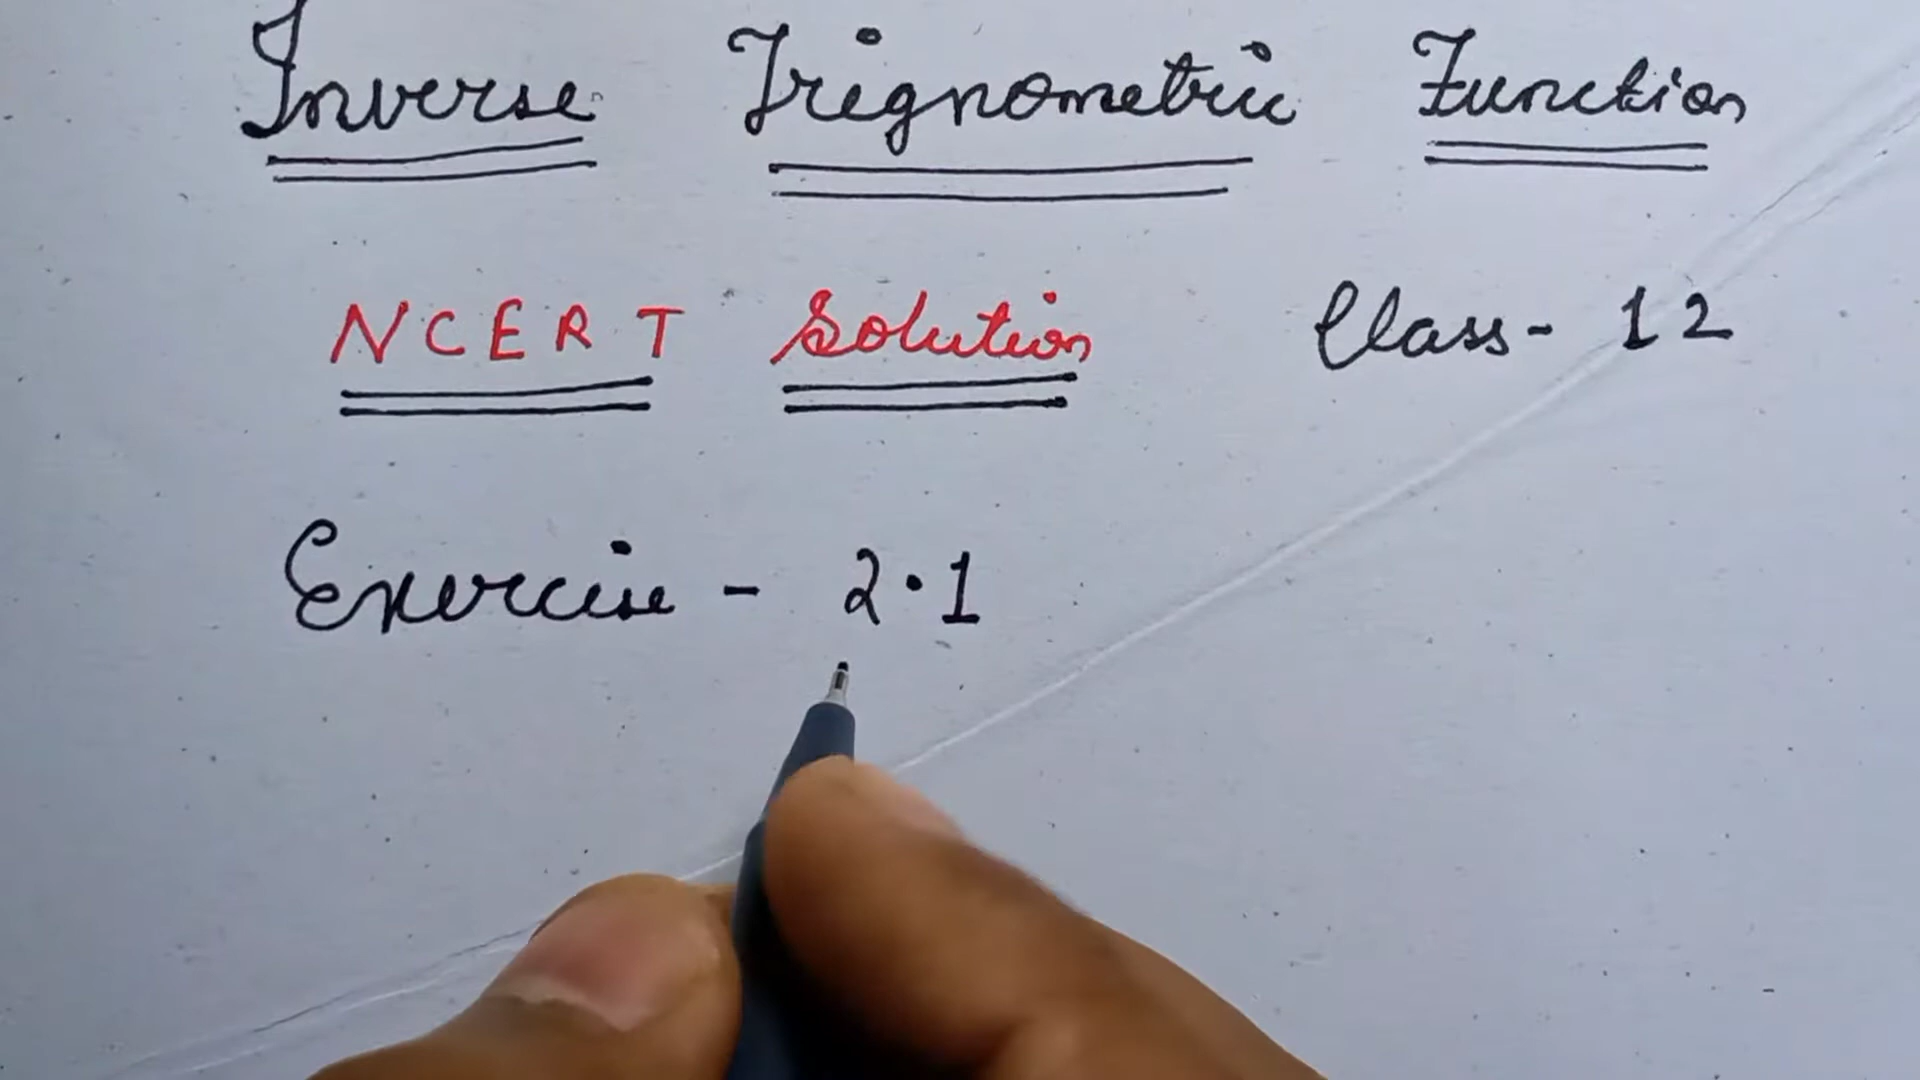 Inverse Trignometric Function
NCERT Solution Class - 12
Exercise - 2.1